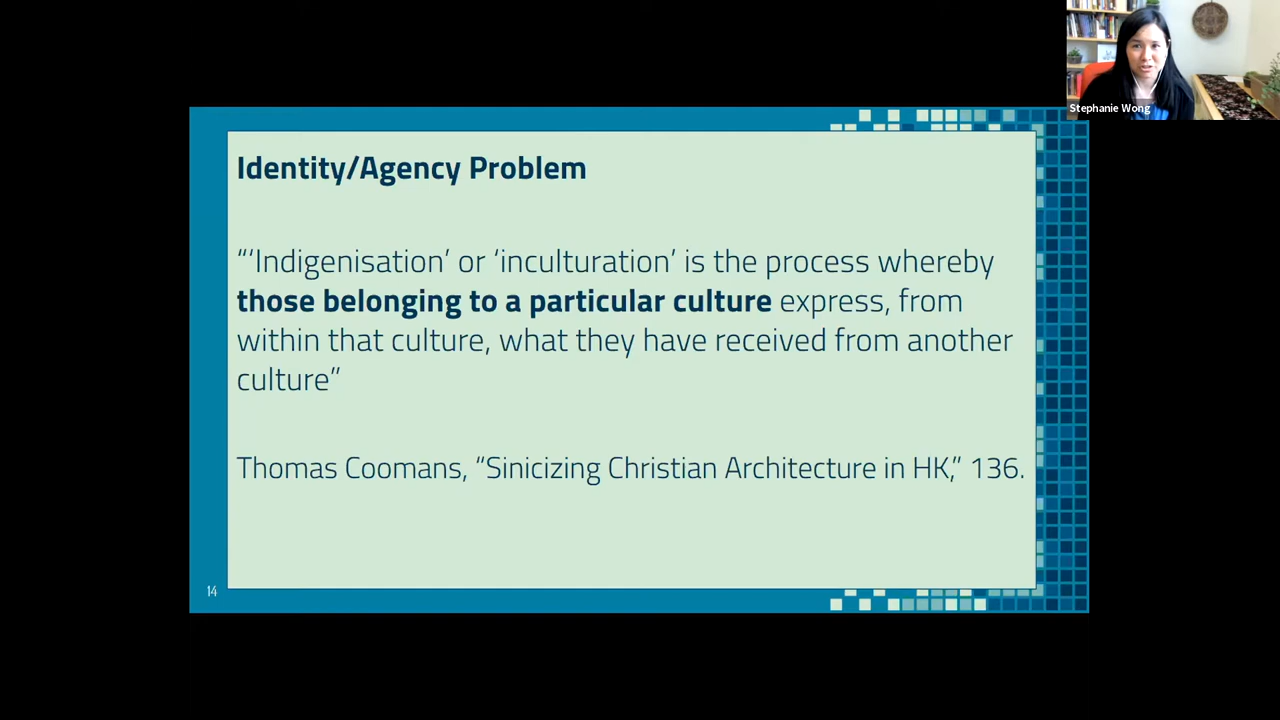 Stephanie Wong
Identity/Agency Problem
“‘Indigenisation’ or ‘inculturation’ is the process whereby
those belonging to a particular culture express, from
within that culture, what they have received from another
culture”
Thomas Coomans, “Sinicizing Christian Architecture in HK,” 136.
14